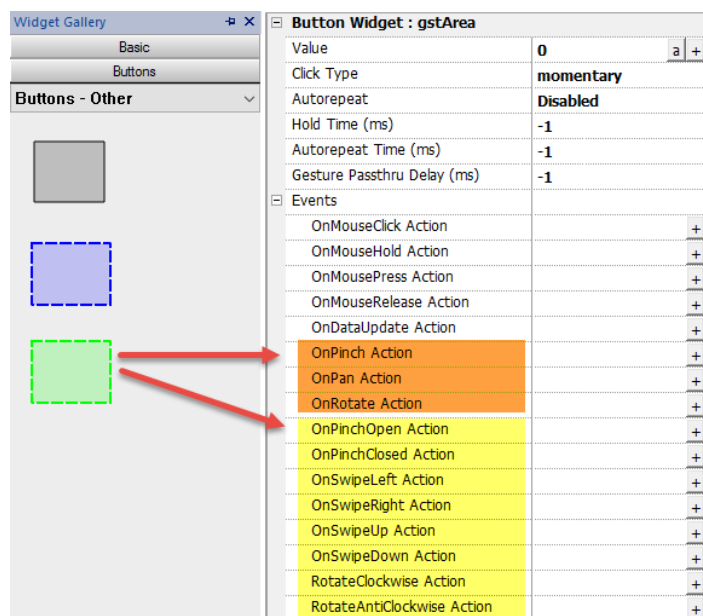 Widget Gallery
Basic
Buttons
Buttons - Other
Button Widget : gstArea
Value 0 a +
Click Type momentary
Autorepeat Disabled
Hold Time (ms) -1
Autorepeat Time (ms) -1
Gesture Passthru Delay (ms) -1
Events
OnMouseClick Action +
OnMouseHold Action +
OnMousePress Action +
OnMouseRelease Action +
OnDataUpdate Action +
OnPinch Action +
OnPan Action +
OnRotate Action +
OnPinchOpen Action +
OnPinchClosed Action +
OnSwipeLeft Action +
OnSwipeRight Action +
OnSwipeUp Action +
OnSwipeDown Action +
RotateClockwise Action +
RotateAntiClockwise Action +